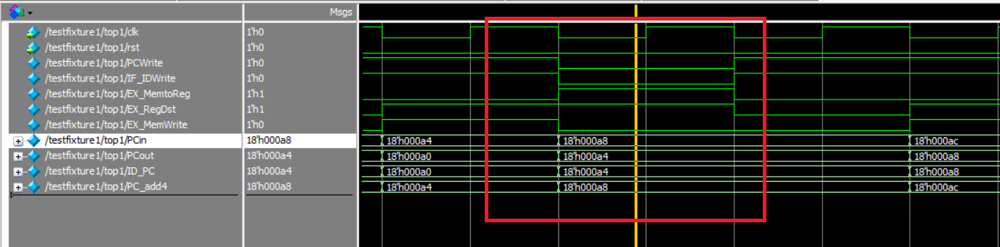 Msgs
/testfixture1/top1/clk 1'h0
/testfixture1/top1/rst 1'h0
/testfixture1/top1/PCWrite 1'h0
/testfixture1/top1/IF_IDWrite 1'h0
/testfixture1/top1/EX_MemtoReg 1'h1
/testfixture1/top1/EX_RegDst 1'h1
/testfixture1/top1/EX_MemWrite 1'h0
/testfixture1/top1/PCin 18'h000a8 18'h000a4 18'h000a8 18'h000ac
/testfixture1/top1/PCout 18'h000a4 18'h000a0 18'h000a4 18'h000a8
/testfixture1/top1/ID_PC 18'h000a4 18'h000a0 18'h000a4 18'h000a8
/testfixture1/top1/PC_add4 18'h000a8 18'h000a4 18'h000a8 18'h000ac